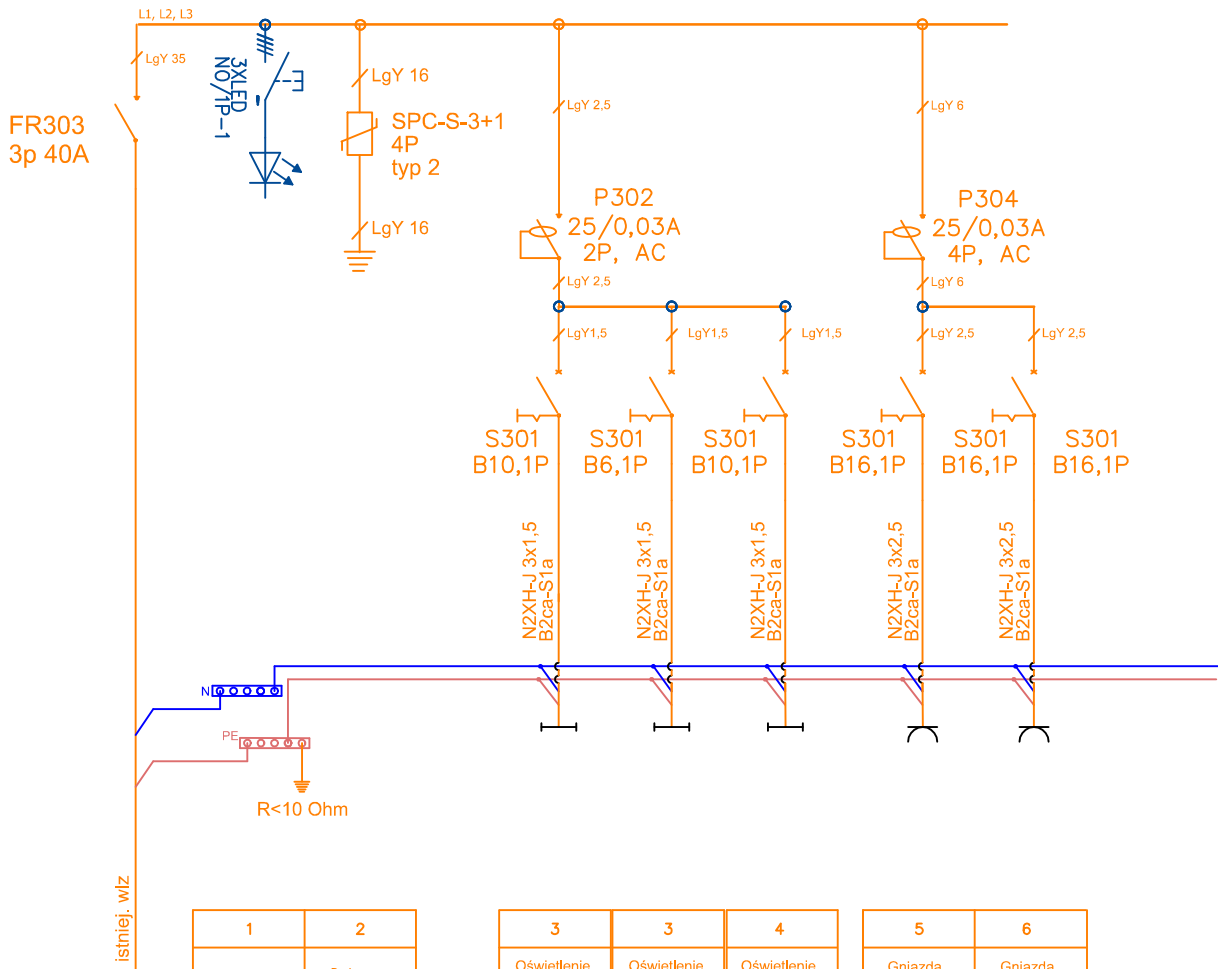 L1, L2, L3
LgY 35
FR303
3p 40A
3XLED
NO/1P-1
LgY 16
SPC-S-3+1
4P
typ 2
LgY 16
LgY 2,5
P302
25/0,03A
2P, AC
LgY 2,5
LgY 6
P304
25/0,03A
4P, AC
LgY 6
LgY1,5
LgY1,5
LgY1,5
LgY 2,5
LgY 2,5
S301
B10,1P
S301
B6,1P
S301
B10,1P
S301
B16,1P
S301
B16,1P
S301
B16,1P
N2XH-J 3x1,5
B2ca-S1a
N2XH-J 3x1,5
B2ca-S1a
N2XH-J 3x1,5
B2ca-S1a
N2XH-J 3x2,5
B2ca-S1a
N2XH-J 3x2,5
B2ca-S1a
N
PE
R<10 Ohm
istniej. wlz
1 2 3 3 4 5 6
Oświetlenie Oświetlenie Oświetlenie Gniazda Gniazda